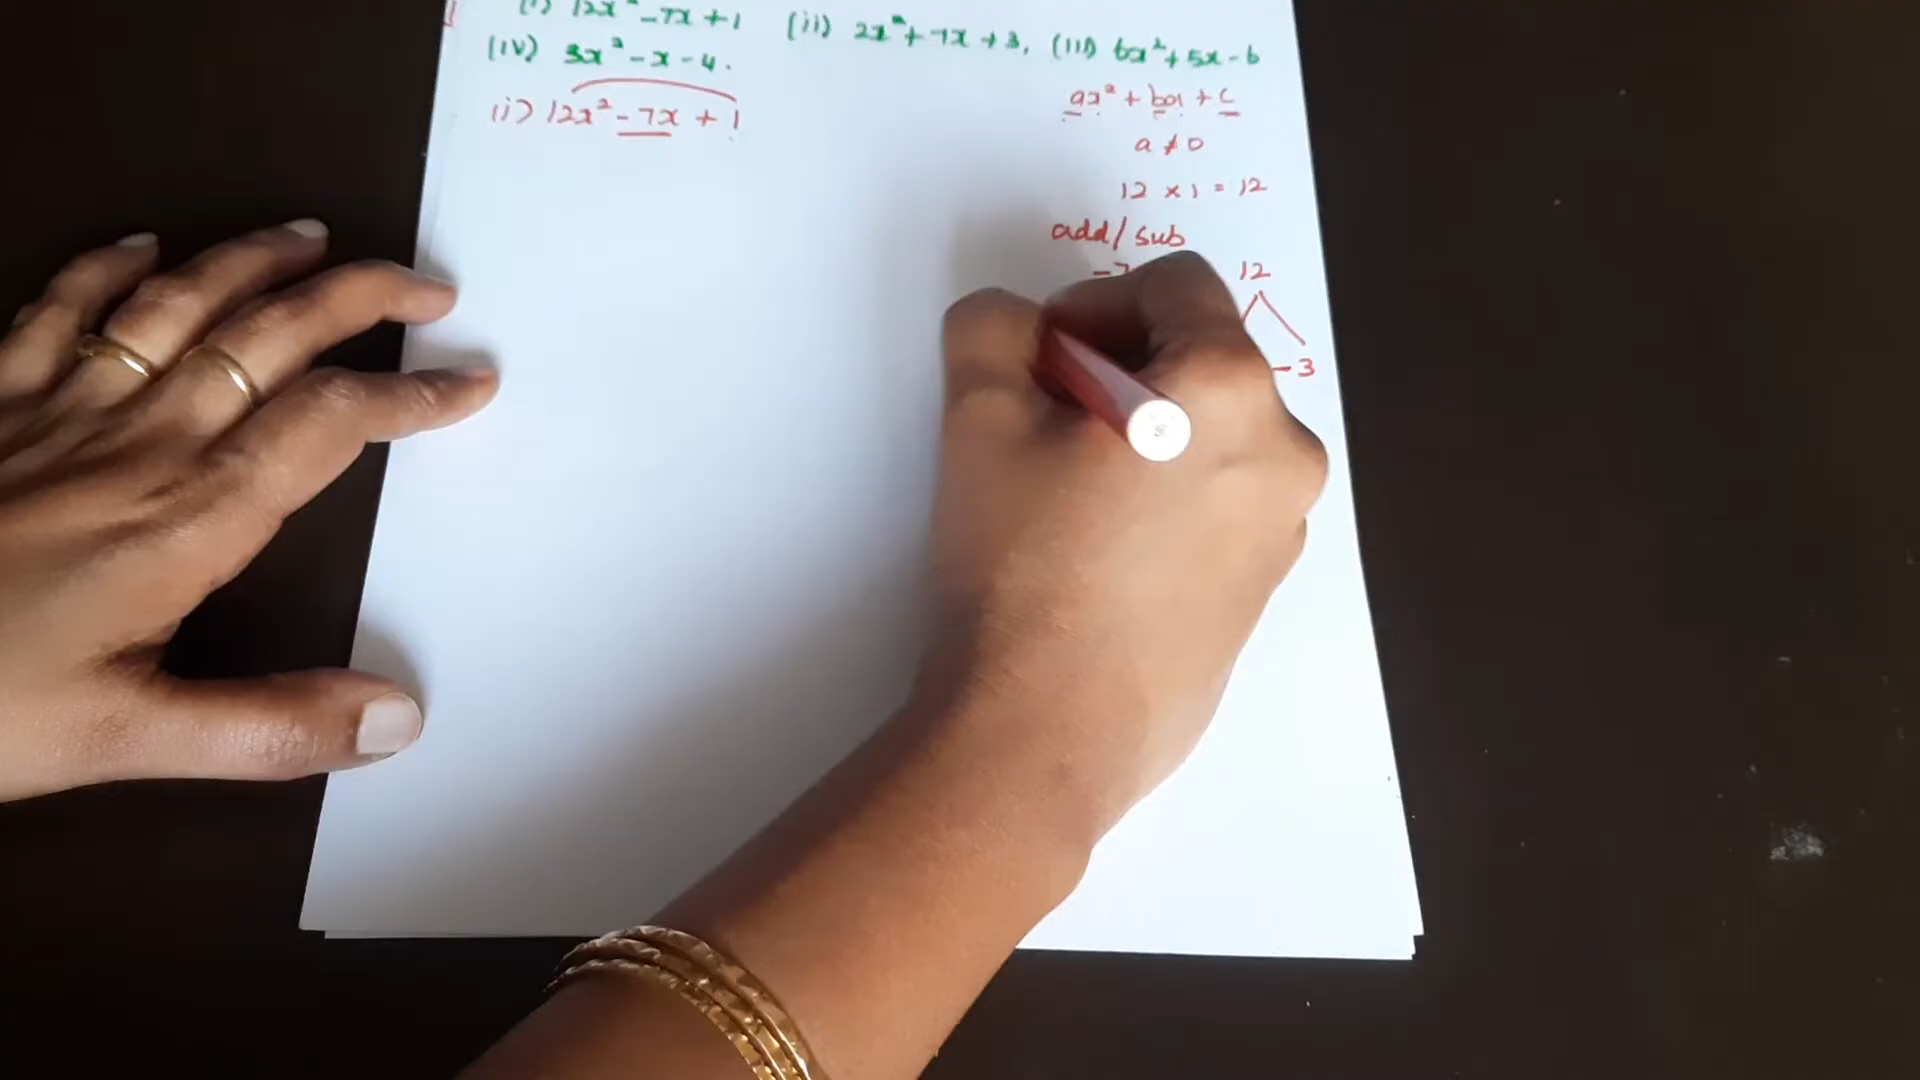 (i) 12x² - 7x + 1 (ii) 2x² + 7x + 3, (iii) 6x² + 5x - 6
(iv) 3x² - x - 4.
(i) 12x² - 7x + 1
ax² + bx + c
a ≠ 0
12 x 1 = 12
add/sub
-7 12
-3